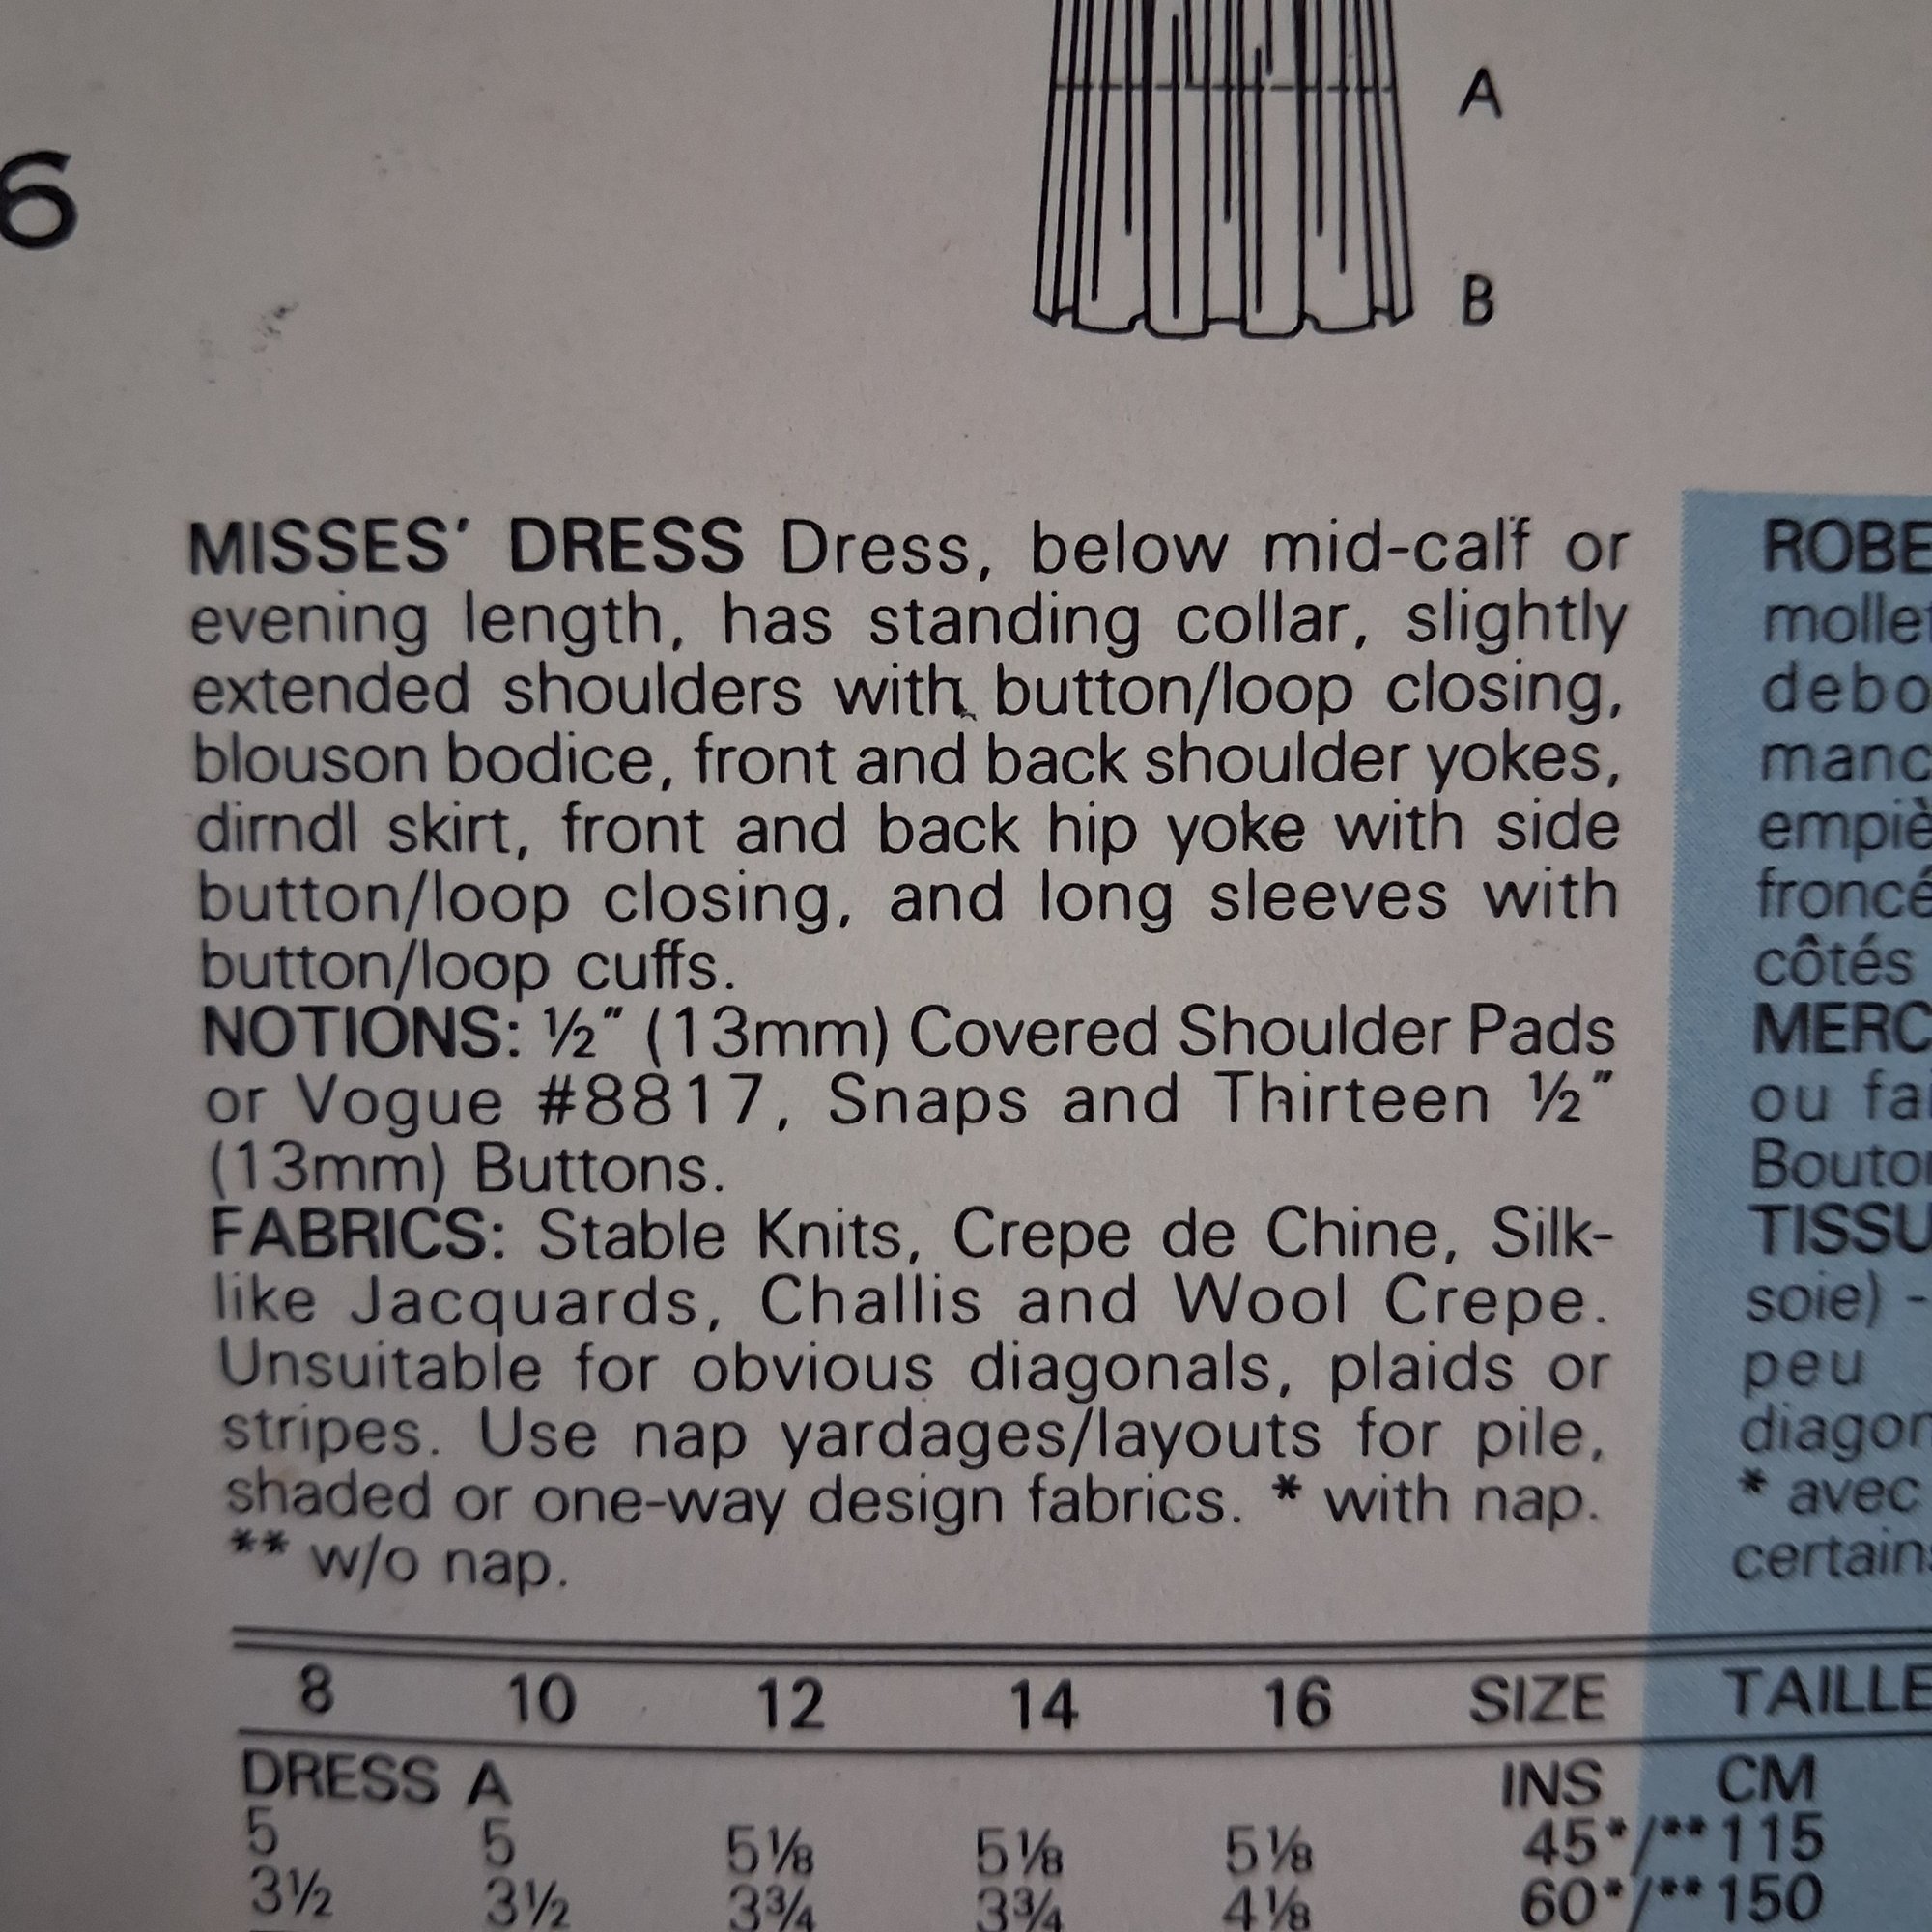 A
6
B
MISSES' DRESS Dress, below mid-calf or
evening length, has standing collar, slightly
extended shoulders with button/loop closing,
blouson bodice, front and back shoulder yokes,
dirndl skirt, front and back hip yoke with side
button/loop closing, and long sleeves with
button/loop cuffs.
NOTIONS: ½" (13mm) Covered Shoulder Pads
or Vogue #8817, Snaps and Thirteen ½"
(13mm) Buttons.
FABRICS: Stable Knits, Crepe de Chine, Silk-
like Jacquards, Challis and Wool Crepe.
Unsuitable for obvious diagonals, plaids or
stripes. Use nap yardages/layouts for pile,
shaded or one-way design fabrics. * with nap.
** w/o nap.
ROBE
molle
debo
manc
empiè
froncé
côtés
MERC
ou fai
Bouto
TISSU
soie) -
peu
diagon
* avec
certains
8 10 12 14 16 SIZE TAILLE
DRESS A INS CM
5 5 5⅛ 5⅛ 5⅛ 45*/**115
3½ 3½ 3¾ 3¾ 4⅛ 60*/**150